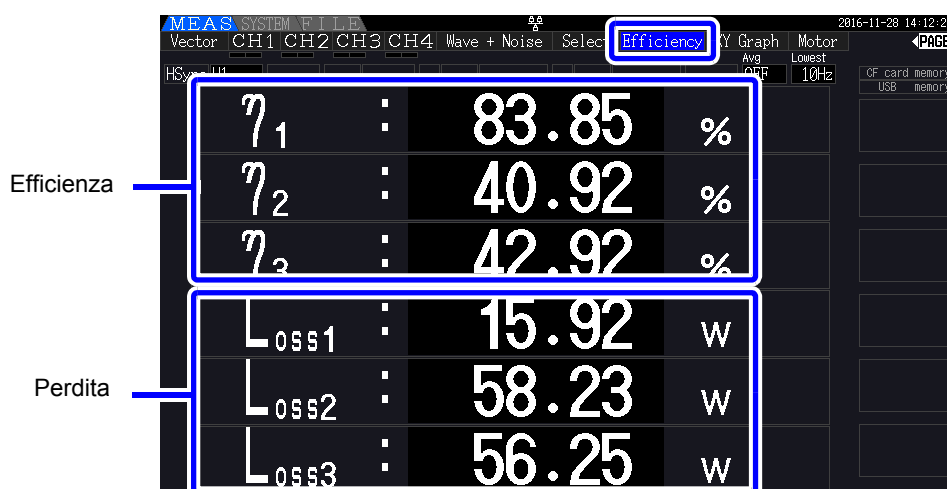 MEAS SYSTEM FILE 2016-11-28 14:12:2
Vector CH1 CH2 CH3 CH4 Wave + Noise Selec Efficiency XY Graph Motor PAGE
Avg Lowest
HSync U1 OFF 10Hz
CF card memory
USB memory
η1 : 83.85 %
Efficienza
η2 : 40.92 %
η3 : 42.92 %
Loss1 : 15.92 W
Perdita
Loss2 : 58.23 W
Loss3 : 56.25 W